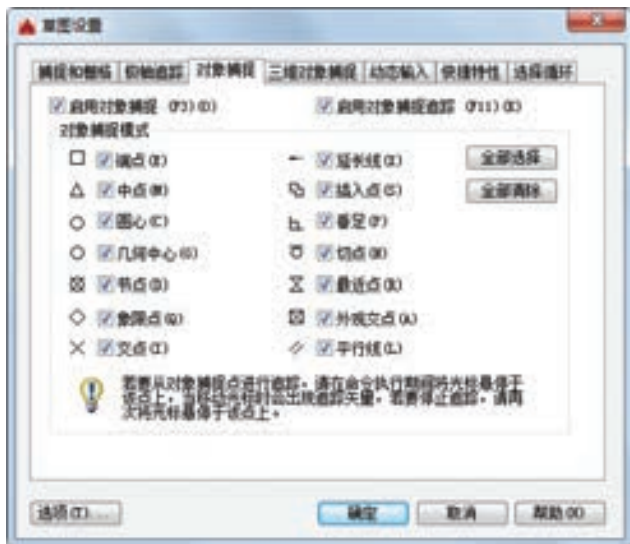 草图设置
捕捉和栅格 极轴追踪 对象捕捉 三维对象捕捉 动态输入 快捷特性 选择循环
启用对象捕捉 (F3)(O) 启用对象捕捉追踪 (F11)(K)
对象捕捉模式
端点(E) 延长线(X) 全部选择
中点(M) 插入点(S) 全部清除
圆心(C) 垂足(P)
几何中心(G) 切点(N)
节点(D) 最近点(R)
象限点(Q) 外观交点(A)
交点(I) 平行线(L)
若要从对象捕捉点进行追踪，请在命令执行期间将光标悬停于
该点上，当移动光标时会出现追踪矢量，若要停止追踪，请再
次将光标悬停于该点上。
选项(T)... 确定 取消 帮助(H)